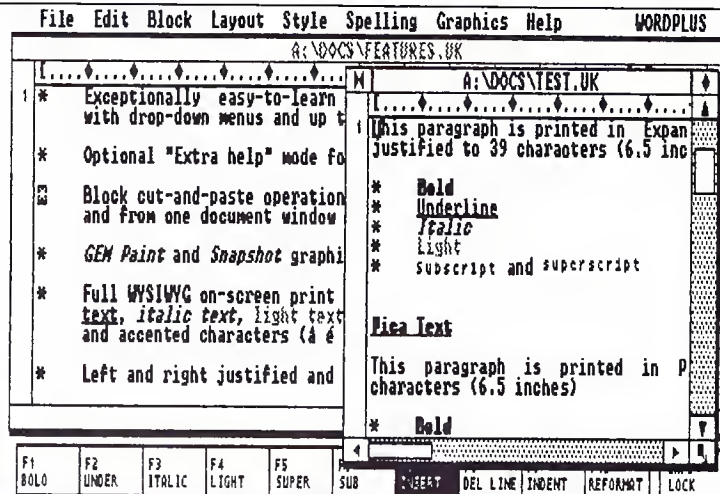 File Edit Block Layout Style Spelling Graphics Help WORDPLUS
A:\DOCS\FEATURES.UK
* Exceptionally easy-to-learn
with drop-down menus and up t
* Optional "Extra help" mode fo
Block cut-and-paste operation
and from one document window
* GEM Paint and Snapshot graphi
* Full WYSIWYG on-screen print
text, italic text, light text
and accented characters (á é
* Left and right justified and
A:\DOCS\TEST.UK
1 This paragraph is printed in Expan
justified to 39 characters (6.5 inc
* Bold
* Underline
* Italic
* Light
* Subscript and superscript
Pica Text
This paragraph is printed in P
characters (6.5 inches)
* Bold
F1 BOLD
F2 UNDER
F3 ITALIC
F4 LIGHT
F5 SUPER
SUB
INSERT
DEL LINE
INDENT
REFORMAT
LOCK